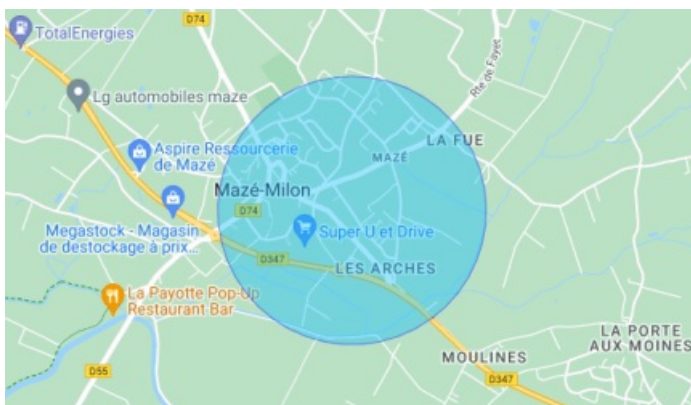 D74
TotalEnergies
Lg automobiles maze
Rte de Fayet
LA FUE
Aspire Ressourcerie
de Mazé
MAZÉ
Mazé-Milon
D74
Megastock - Magasin
de destockage à prix...
Super U et Drive
D347
LES ARCHES
La Payotte Pop-Up
Restaurant Bar
LA PORTE
AUX MOINES
MOULINES
D55
D347